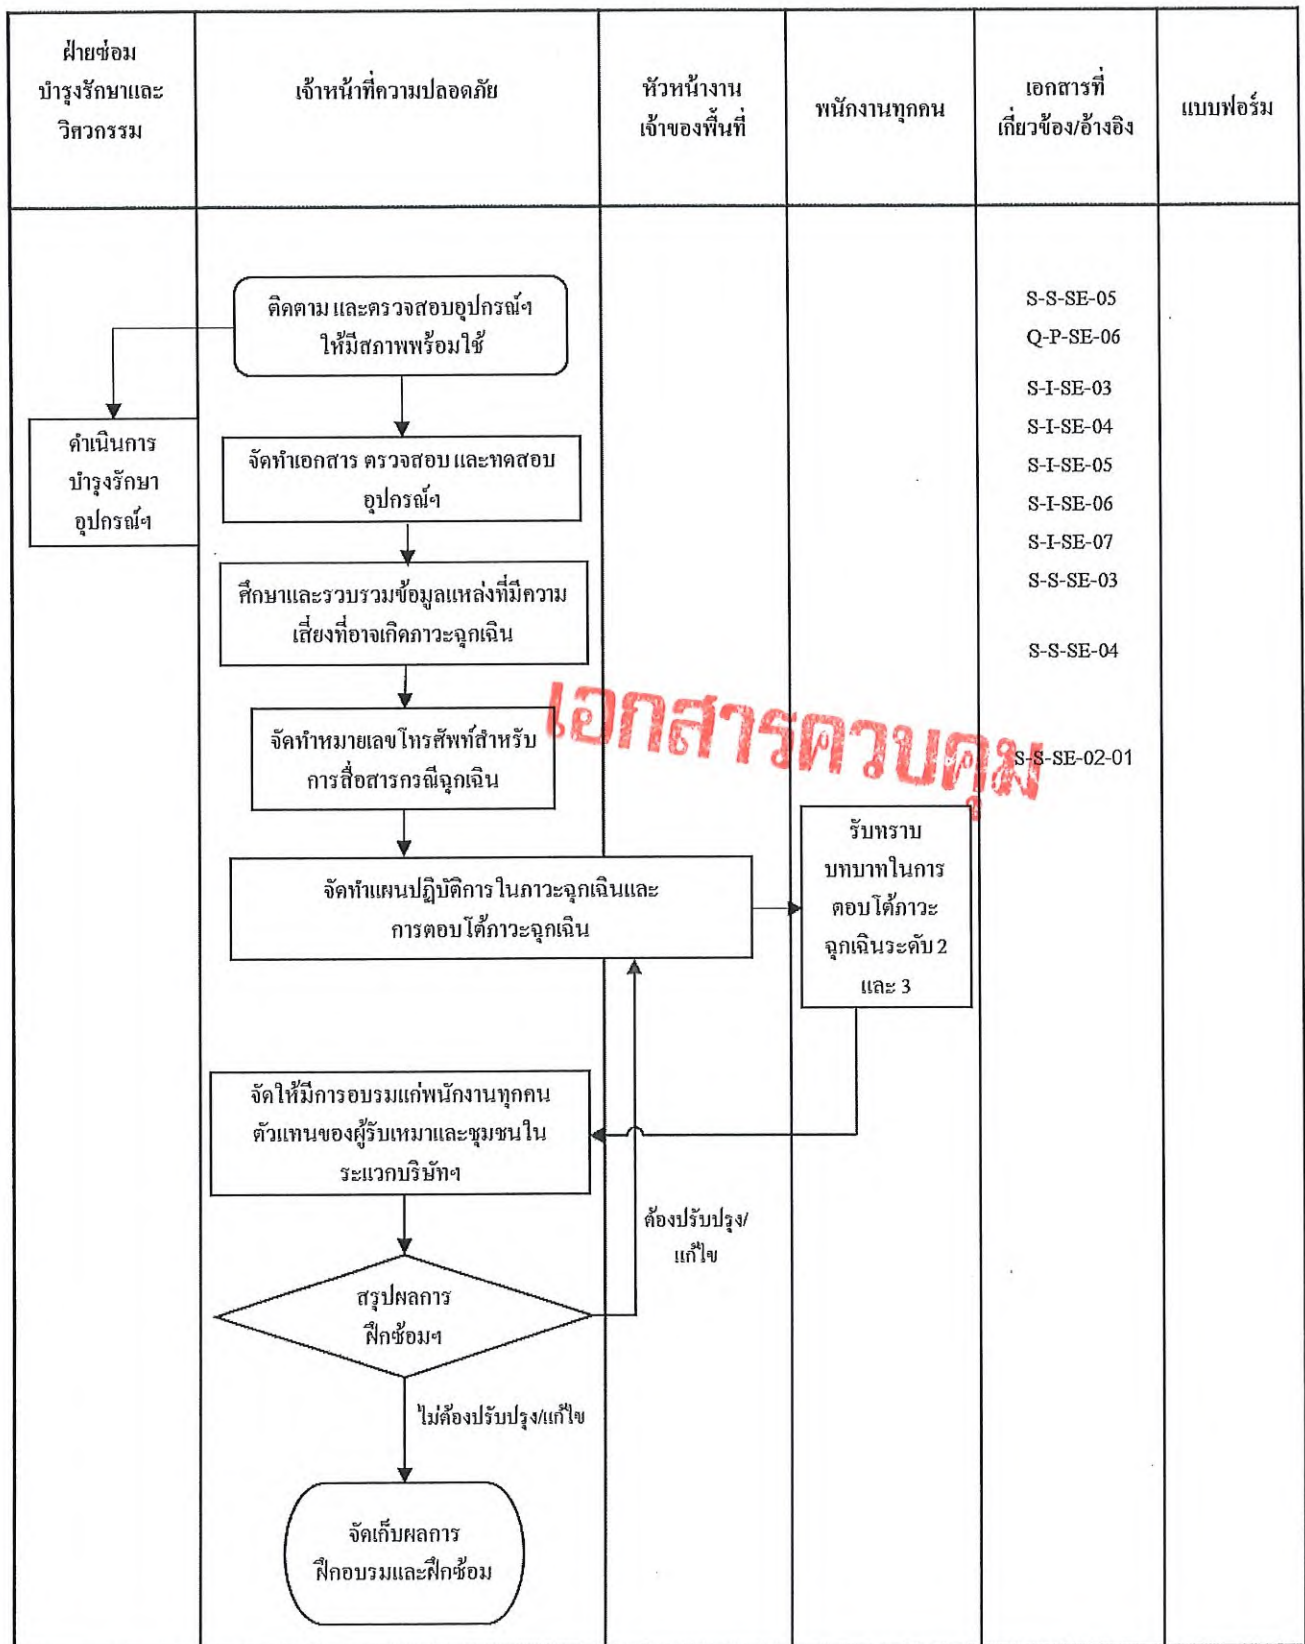 ฝ่ายซ่อม
บำรุงรักษาและ
วิศวกรรม
เจ้าหน้าที่ความปลอดภัย
หัวหน้างาน
เจ้าของพื้นที่
พนักงานทุกคน
เอกสารที่
เกี่ยวข้อง/อ้างอิง
แบบฟอร์ม
ติดตาม และตรวจสอบอุปกรณ์ฯ
ให้มีสภาพพร้อมใช้
ดำเนินการ
บำรุงรักษา
อุปกรณ์ฯ
จัดทำเอกสาร ตรวจสอบ และทดสอบ
อุปกรณ์ฯ
ศึกษาและรวบรวมข้อมูลแหล่งที่มีความ
เสี่ยงที่อาจเกิดภาวะฉุกเฉิน
จัดทำหมายเลขโทรศัพท์สำหรับ
การสื่อสารกรณีฉุกเฉิน
จัดทำแผนปฏิบัติการในภาวะฉุกเฉินและ
การตอบโต้ภาวะฉุกเฉิน
รับทราบ
บทบาทในการ
ตอบโต้ภาวะ
ฉุกเฉินระดับ 2
และ 3
จัดให้มีการอบรมแก่พนักงานทุกคน
ตัวแทนของผู้รับเหมาและชุมชนใน
ระแวกบริษัทฯ
ต้องปรับปรุง/
แก้ไข
สรุปผลการ
ฝึกซ้อมฯ
ไม่ต้องปรับปรุง/แก้ไข
จัดเก็บผลการ
ฝึกอบรมและฝึกซ้อม
S-S-SE-05
Q-P-SE-06
S-I-SE-03
S-I-SE-04
S-I-SE-05
S-I-SE-06
S-I-SE-07
S-S-SE-03
S-S-SE-04
S-S-SE-02-01
เอกสารควบคุม